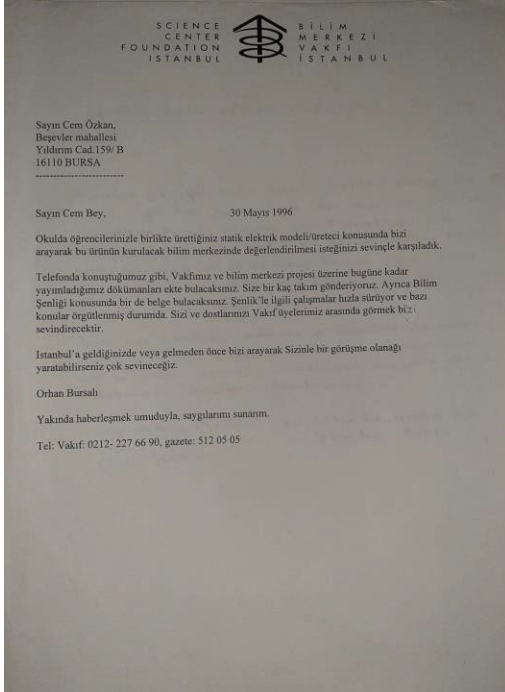 SCIENCE
CENTER
FOUNDATION
ISTANBUL
BİLİM
MERKEZİ
VAKFI
İSTANBUL
Sayın Cem Özkan,
Beşevler mahallesi
Yıldırım Cad.159/ B
16110 BURSA
-------------------------
Sayın Cem Bey, 30 Mayıs 1996
Okulda öğrencilerinizle birlikte ürettiğiniz statik elektrik modeli/üreteci konusunda bizi
arayarak bu ürünün kurulacak bilim merkezinde değerlendirilmesi isteğinizi sevinçle karşıladık.
Telefonda konuştuğumuz gibi, Vakfımız ve bilim merkezi projesi üzerine bugüne kadar
yayımladığımız dökümanları ekte bulacaksınız. Size bir kaç takım gönderiyoruz. Ayrıca Bilim
Şenliği konusunda bir de belge bulacaksınız. Şenlik'le ilgili çalışmalar hızla sürüyor ve bazı
konular örgütlenmiş durumda. Sizi ve dostlarınızı Vakıf üyelerimiz arasında görmek bizi
sevindirecektir.
Istanbul'a geldiğinizde veya gelmeden önce bizi arayarak Sizinle bir görüşme olanağı
yaratabilirseniz çok sevineceğiz.
Orhan Bursalı
Yakında haberleşmek umuduyla, saygılarımı sunarım.
Tel: Vakıf: 0212- 227 66 90, gazete: 512 05 05